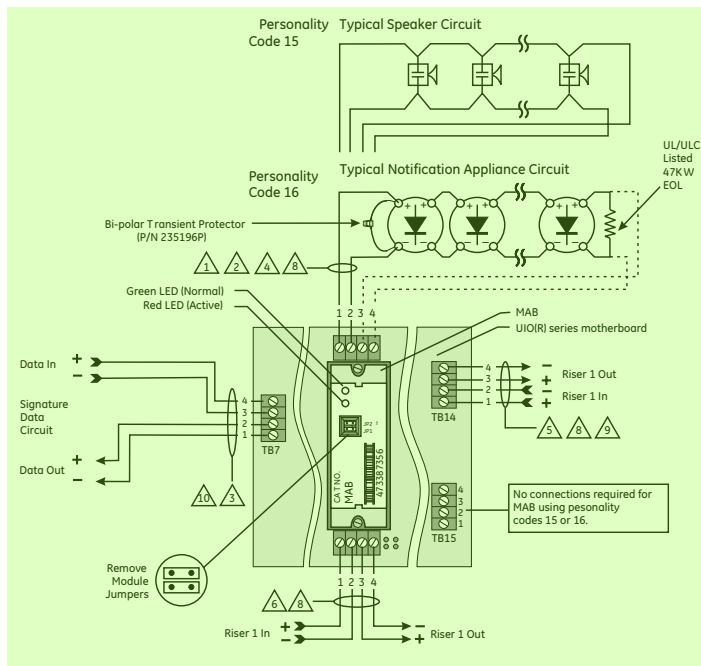 Personality Typical Speaker Circuit
Code 15
UL/ULC
Listed
47KW
EOL
Personality Typical Notification Appliance Circuit
Code 16
Bi-polar Transient Protector
(P/N 235196P)
+ + + + + +
- - - - - -
1 2 4 8
Green LED (Normal)
Red LED (Active)
1 2 3 4
MAB
UIO(R) series motherboard
Data In + -
Signature
Data
Circuit
Data Out + -
4
3
2
1
TB7
10 3
4
3
2
1
TB14
- Riser 1 Out
+
- Riser 1 In
+
5 8 9
JP2 1
JP1
CAT NO.
MAB
473387356
4
3
2
1
TB15
No connections required for
MAB using pesonality
codes 15 or 16.
Remove
Module
Jumpers
1 2 3 4
6 8
Riser 1 In + -
- + Riser 1 Out